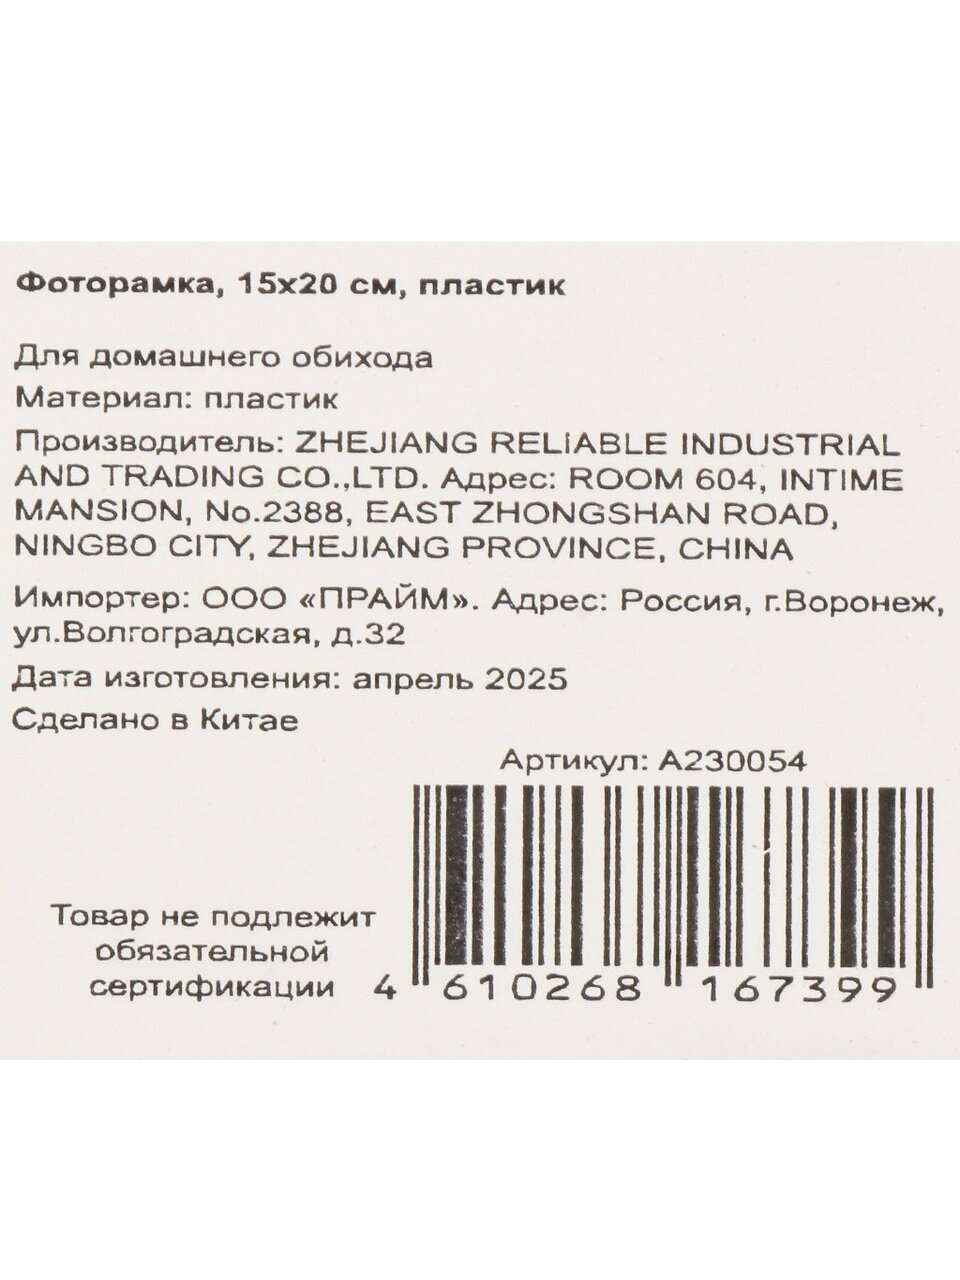 Фоторамка, 15х20 см, пластик
Для домашнего обихода
Материал: пластик
Производитель: ZHEJIANG RELIABLE INDUSTRIAL
AND TRADING CO.,LTD. Адрес: ROOM 604, INTIME
MANSION, No.2388, EAST ZHONGSHAN ROAD,
NINGBO CITY, ZHEJIANG PROVINCE, CHINA
Импортер: ООО «ПРАЙМ». Адрес: Россия, г.Воронеж,
ул.Волгоградская, д.32
Дата изготовления: апрель 2025
Сделано в Китае
Артикул: А230054
Товар не подлежит
обязательной
сертификации
4 610268 167399